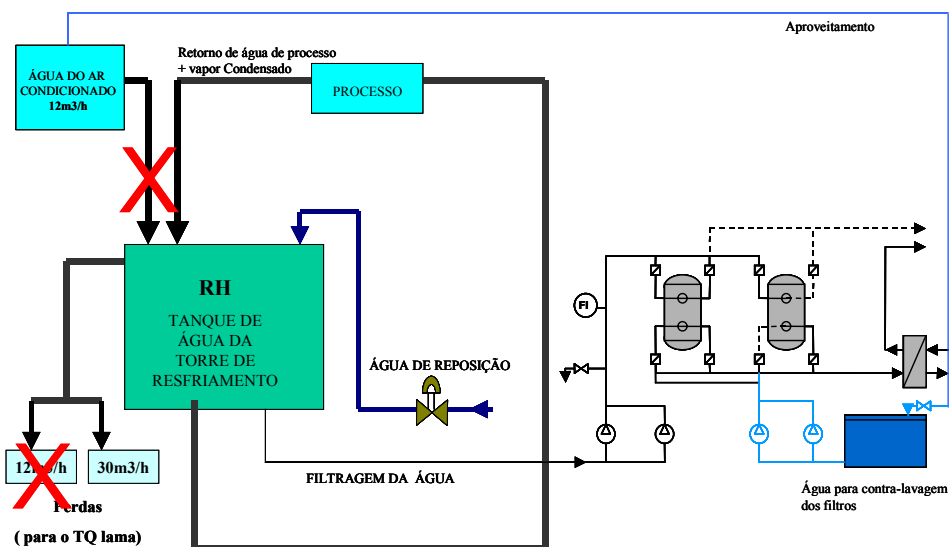 Aproveitamento
Retorno de água de processo
+ vapor Condensado
ÁGUA DO AR
CONDICIONADO
12m3/h
PROCESSO
RH
TANQUE DE
ÁGUA DA
TORRE DE
RESFRIAMENTO
ÁGUA DE REPOSIÇÃO
FI
12m3/h
30m3/h
FILTRAGEM DA ÁGUA
Perdas
( para o TQ lama)
Água para contra-lavagem
dos filtros